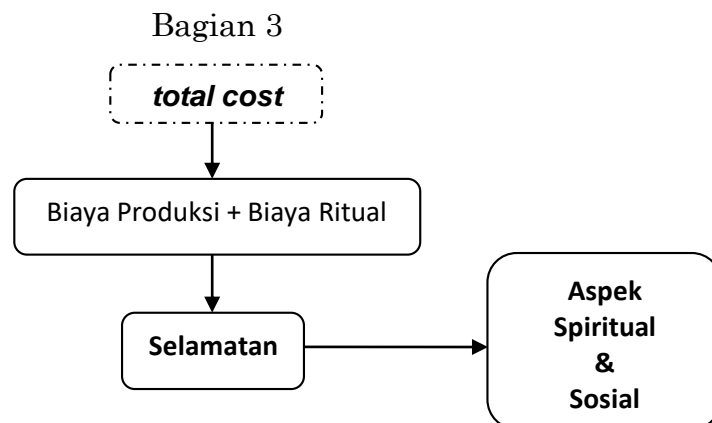 Bagian 3
total cost
Biaya Produksi + Biaya Ritual
Selamatan
Aspek
Spiritual
&
Sosial